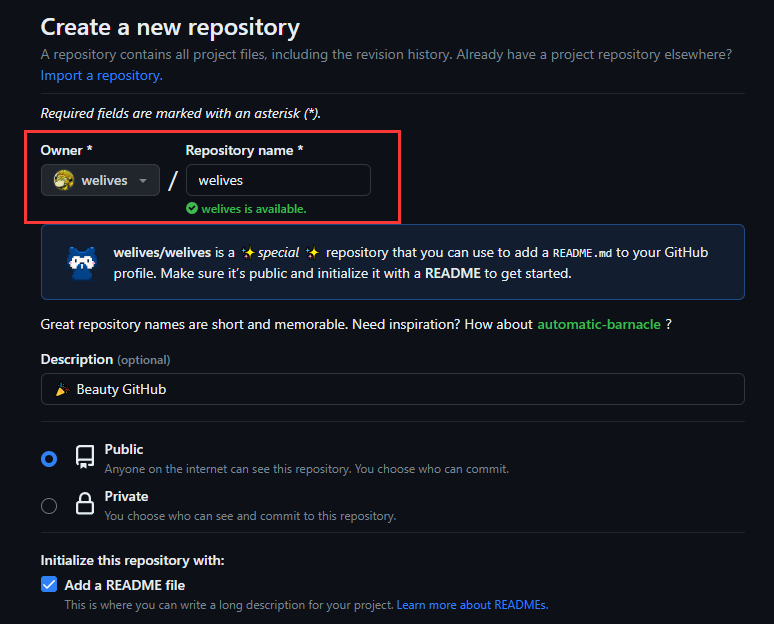 Create a new repository
A repository contains all project files, including the revision history. Already have a project repository elsewhere?
Import a repository.
Required fields are marked with an asterisk (*).
Owner * Repository name *
welives / welives
welives is available.
welives/welives is a ✨ special ✨ repository that you can use to add a README.md to your GitHub
profile. Make sure it’s public and initialize it with a README to get started.
Great repository names are short and memorable. Need inspiration? How about automatic-barnacle ?
Description (optional)
🎉 Beauty GitHub
Public
Anyone on the internet can see this repository. You choose who can commit.
Private
You choose who can see and commit to this repository.
Initialize this repository with:
Add a README file
This is where you can write a long description for your project. Learn more about READMEs.